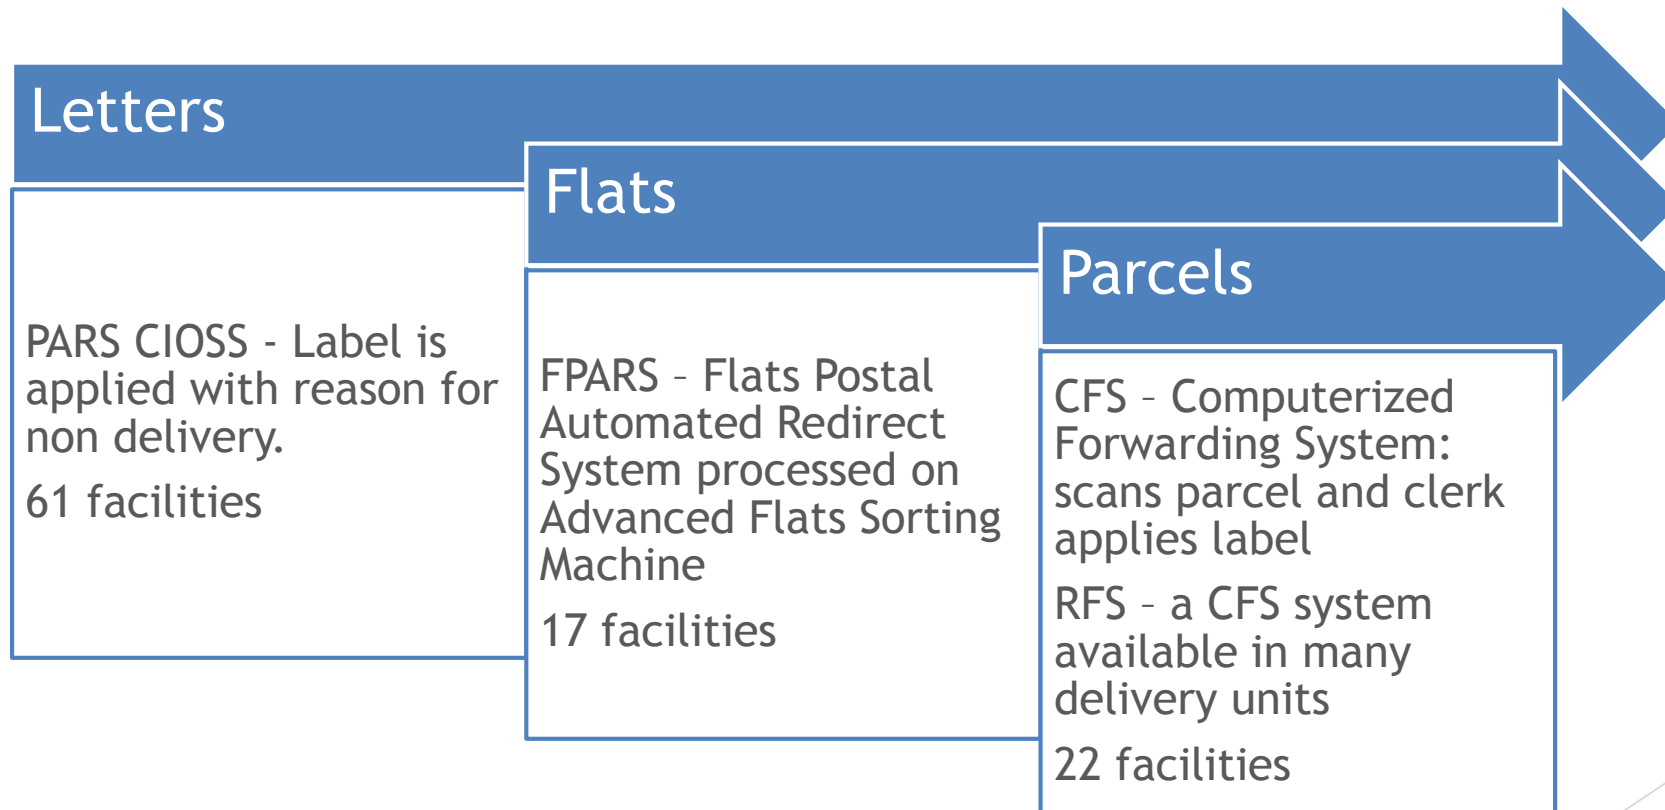 Letters
PARS CIOSS - Label is
applied with reason for
non delivery.
61 facilities
Flats
FPARS – Flats Postal
Automated Redirect
System processed on
Advanced Flats Sorting
Machine
17 facilities
Parcels
CFS – Computerized
Forwarding System:
scans parcel and clerk
applies label
RFS – a CFS system
available in many
delivery units
22 facilities